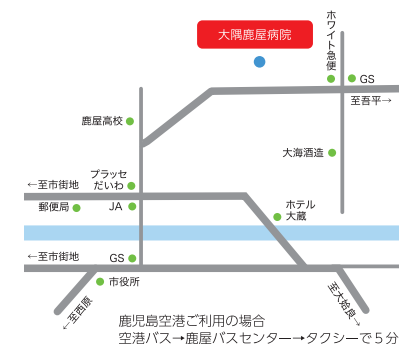 大隅鹿屋病院
ホワイト急便
GS
至吾平→
鹿屋高校
大海酒造
プラッセ
だいわ
←至市街地
郵便局
JA
ホテル
大蔵
←至市街地
GS
市役所
←至西原
至大姶良→
鹿児島空港ご利用の場合
空港バス→鹿屋バスセンター→タクシーで5分